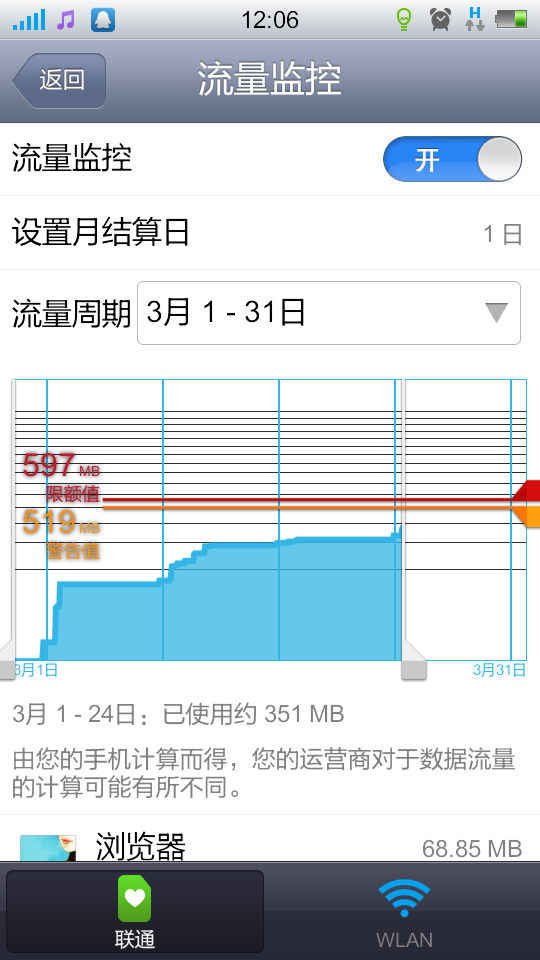 12:06
H
返回
流量监控
流量监控
开
设置月结算日
1 日
流量周期
3月 1 - 31日
597 MB
限额值
519 MB
警告值
3月1日
3月31日
3月 1 - 24日：已使用约 351 MB
由您的手机计算而得，您的运营商对于数据流量
的计算可能有所不同。
浏览器
68.85 MB
联通
WLAN